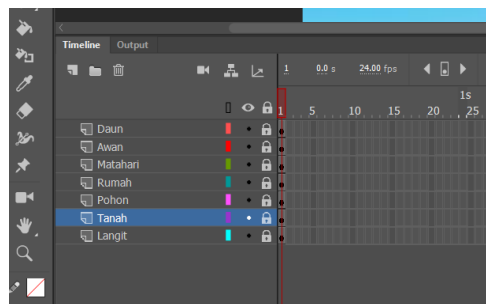 Timeline Output
1 0.0 s 24.00 fps
1s
1 5 10 15 20 25
Daun
Awan
Matahari
Rumah
Pohon
Tanah
Langit